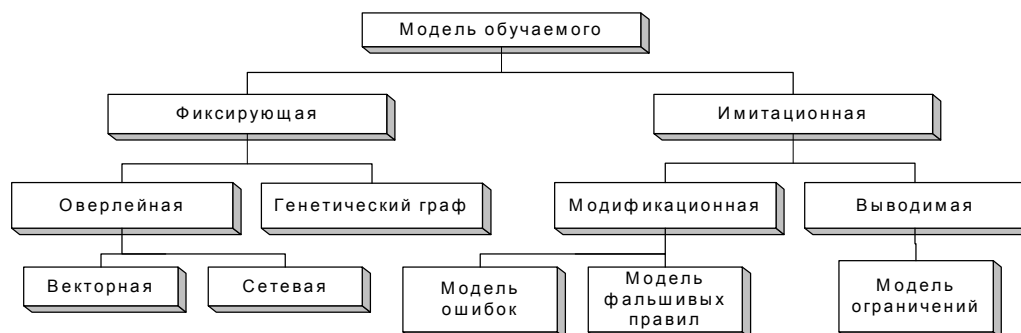 Модель обучаемого
Фиксирующая
Имитационная
Оверлейная
Генетический граф
Модификационная
Выводимая
Векторная
Сетевая
Модель
ошибок
Модель
фальшивых
правил
Модель
ограничений